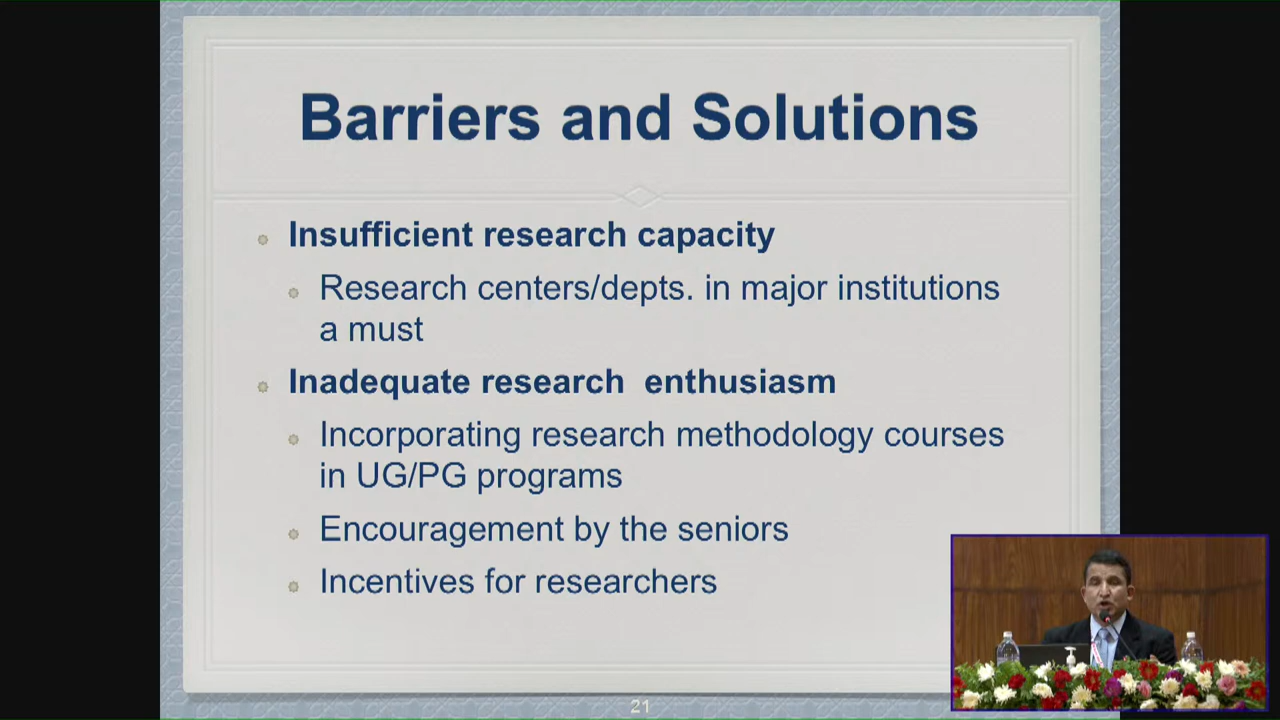 Barriers and Solutions
Insufficient research capacity
Research centers/depts. in major institutions
a must
Inadequate research  enthusiasm
Incorporating research methodology courses
in UG/PG programs
Encouragement by the seniors
Incentives for researchers
21